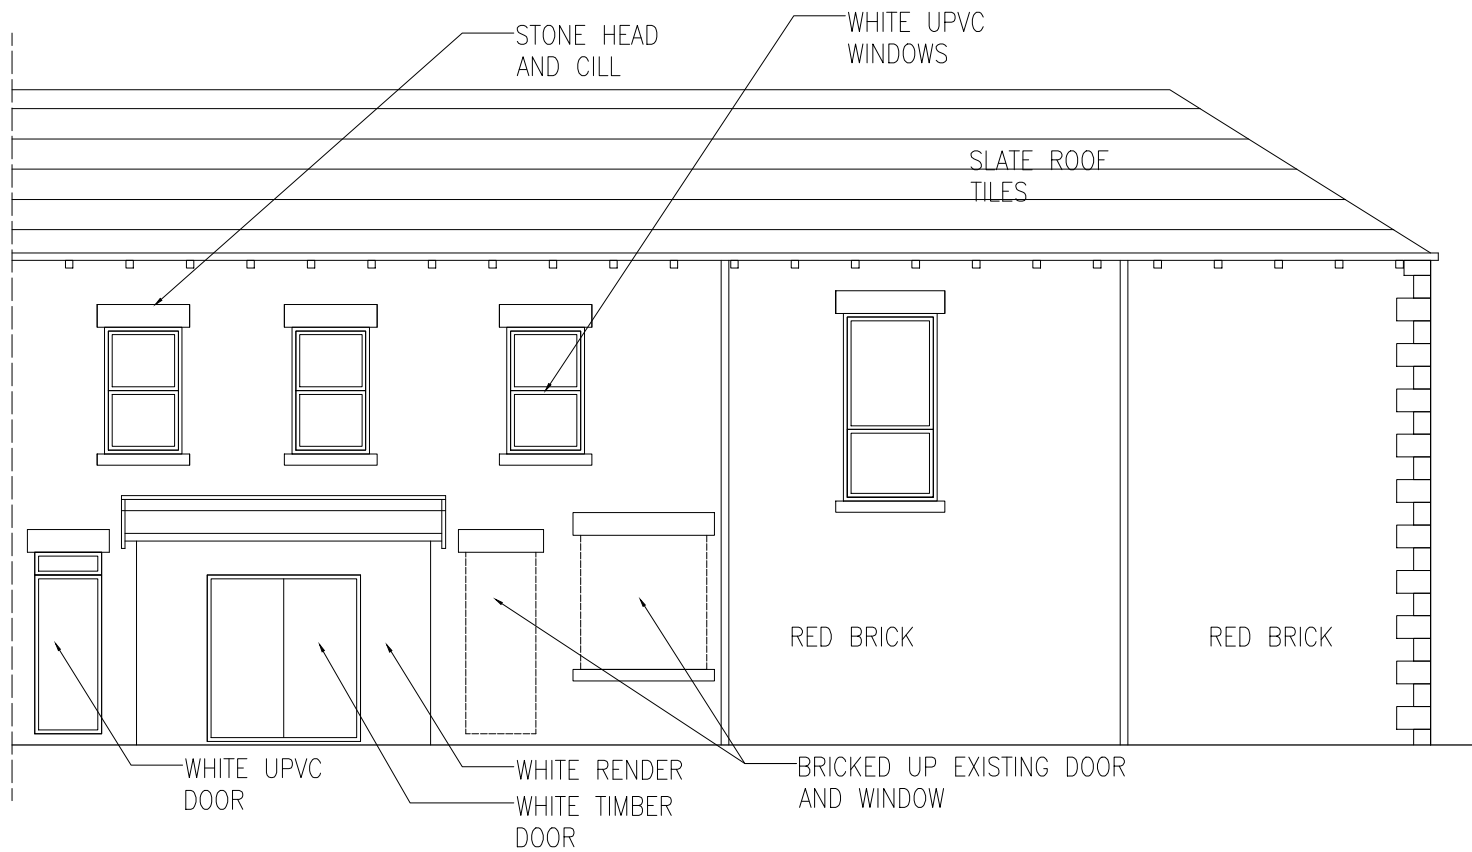 STONE HEAD
AND CILL
WHITE UPVC
WINDOWS
SLATE ROOF
TILES
RED BRICK
RED BRICK
WHITE UPVC
DOOR
WHITE RENDER
WHITE TIMBER
DOOR
BRICKED UP EXISTING DOOR
AND WINDOW